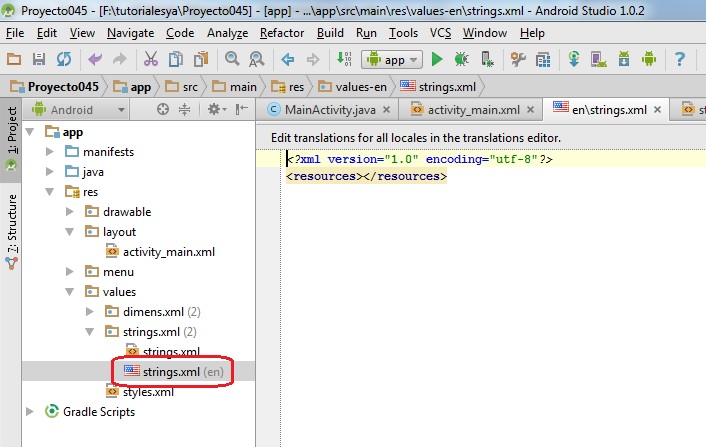 Proyecto045 - [F:\tutorialesya\Proyecto045] - [app] - ...\app\src\main\res\values-en\strings.xml - Android Studio 1.0.2
File Edit View Navigate Code Analyze Refactor Build Run Tools VCS Window Help
app
Proyecto045 app src main res values-en strings.xml
Android
MainActivity.java activity_main.xml en\strings.xml st
1: Project
7: Structure
Edit translations for all locales in the translations editor.
<?xml version="1.0" encoding="utf-8"?>
<resources></resources>
app
manifests
java
res
drawable
layout
activity_main.xml
menu
values
dimens.xml (2)
strings.xml (2)
strings.xml
strings.xml (en)
styles.xml
Gradle Scripts